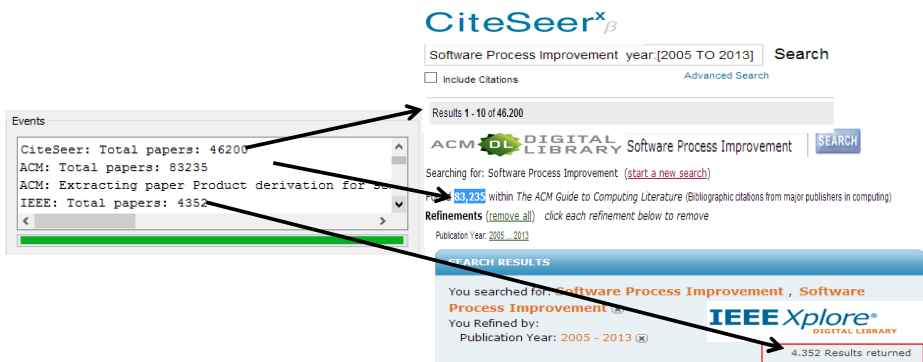 Events
CiteSeer: Total papers: 46200
ACM: Total papers: 83235
ACM: Extracting paper Product derivation for
IEEE: Total papers: 4352
CiteSeerx β
Software Process Improvement year:[2005 TO 2013] Search
Include Citations Advanced Search
Results 1 - 10 of 46.200
ACM DL DIGITAL LIBRARY Software Process Improvement SEARCH
Searching for: Software Process Improvement (start a new search)
83,235 within The ACM Guide to Computing Literature (Bibliographic citations from major publishers in computing)
Refinements (remove all) click each refinement below to remove
Publication Year: 2005 ... 2013
SEARCH RESULTS
You searched for: Software Process Improvement , Software
Process Improvement
You Refined by:
Publication Year: 2005 - 2013
IEEE Xplore®
DIGITAL LIBRARY
4.352 Results returned